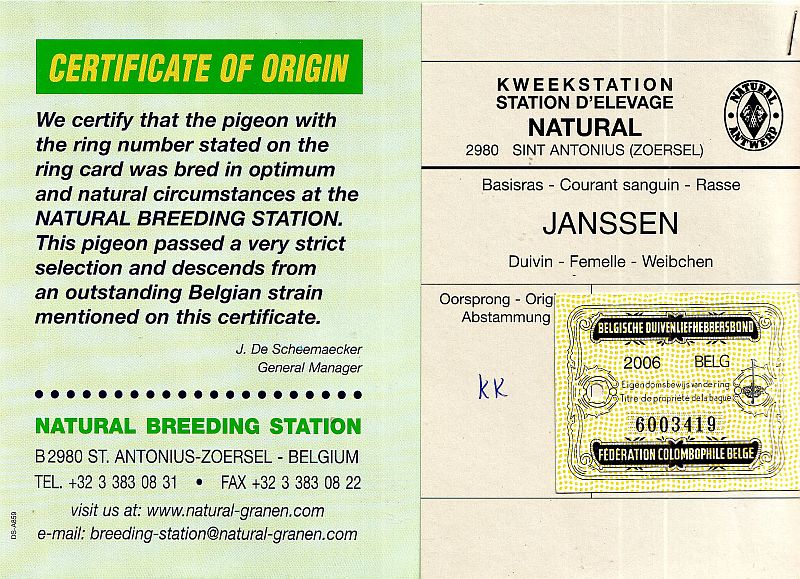 CERTIFICATE OF ORIGIN
We certify that the pigeon with
the ring number stated on the
ring card was bred in optimum
and natural circumstances at the
NATURAL BREEDING STATION.
This pigeon passed a very strict
selection and descends from
an outstanding Belgian strain
mentioned on this certificate.
J. De Scheemaecker
General Manager
NATURAL BREEDING STATION
B 2980 ST. ANTONIUS-ZOERSEL - BELGIUM
TEL. +32 3 383 08 31 • FAX +32 3 383 08 22
visit us at: www.natural-granen.com
e-mail: breeding-station@natural-granen.com
DS-A859
KWEEKSTATION
STATION D'ELEVAGE
NATURAL
2980 SINT ANTONIUS (ZOERSEL)
NATURAL
ANTWERP
Basisras - Courant sanguin - Rasse
JANSSEN
Duivin - Femelle - Weibchen
Oorsprong - Orig
Abstammung
KK
BELGISCHE DUIVENLIEFHEBBERSBOND
2006 BELG
Eigendomsbewijs van de ring
Titre de propriété de la bague
6003419
FÉDÉRATION COLOMBOPHILE BELGE